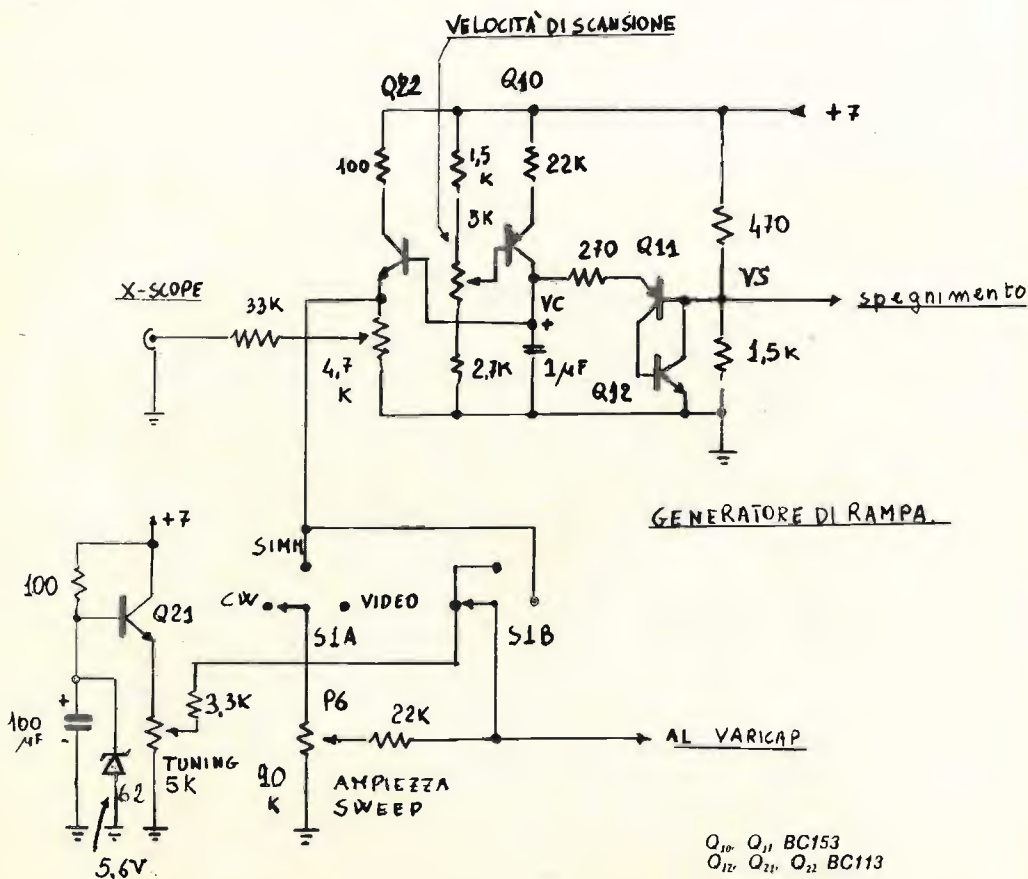 VELOCITÀ DI SCANSIONE
Q22
Q10
+7
100
1,5
K
22K
5K
470
270
Q11
X-SCOPE
33K
VC
VS
spegnimento
+
4,7
K
2,7K
1µF
1,5K
Q12
GENERATORE DI RAMPA.
+7
SIMM
100
CW
VIDEO
Q21
S1A
S1B
3,3K
P6
22K
+
100
µF
-
AL VARICAP
TUNING
5K
10
K
AMPIEZZA
SWEEP
62
5,6V
Q10, Q11 BC153
Q12, Q21, Q22 BC113